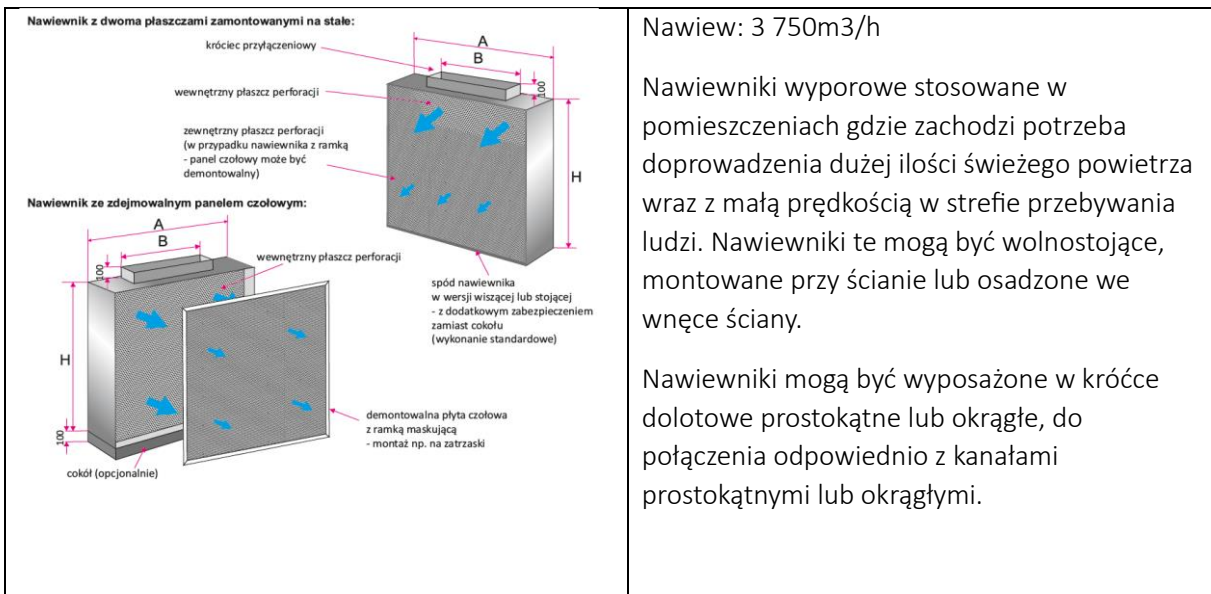 Nawiewnik z dwoma płaszczami zamontowanymi na stałe:
króciec przyłączeniowy
wewnętrzny płaszcz perforacji
zewnętrzny płaszcz perforacji
(w przypadku nawiewnika z ramką
- panel czołowy może być
demontowalny)
A
B
100
H
spód nawiewnika
w wersji wiszącej lub stojącej
- z dodatkowym zabezpieczeniem
zamiast cokołu
(wykonanie standardowe)
Nawiewnik ze zdejmowalnym panelem czołowym:
A
B
100
wewnętrzny płaszcz perforacji
H
100
cokół (opcjonalnie)
demontowalna płyta czołowa
z ramką maskującą
- montaż np. na zatrzaski
Nawiew: 3 750m3/h
Nawiewniki wyporowe stosowane w
pomieszczeniach gdzie zachodzi potrzeba
doprowadzenia dużej ilości świeżego powietrza
wraz z małą prędkością w strefie przebywania
ludzi. Nawiewniki te mogą być wolnostojące,
montowane przy ścianie lub osadzone we
wnęce ściany.
Nawiewniki mogą być wyposażone w króćce
dolotowe prostokątne lub okrągłe, do
połączenia odpowiednio z kanałami
prostokątnymi lub okrągłymi.